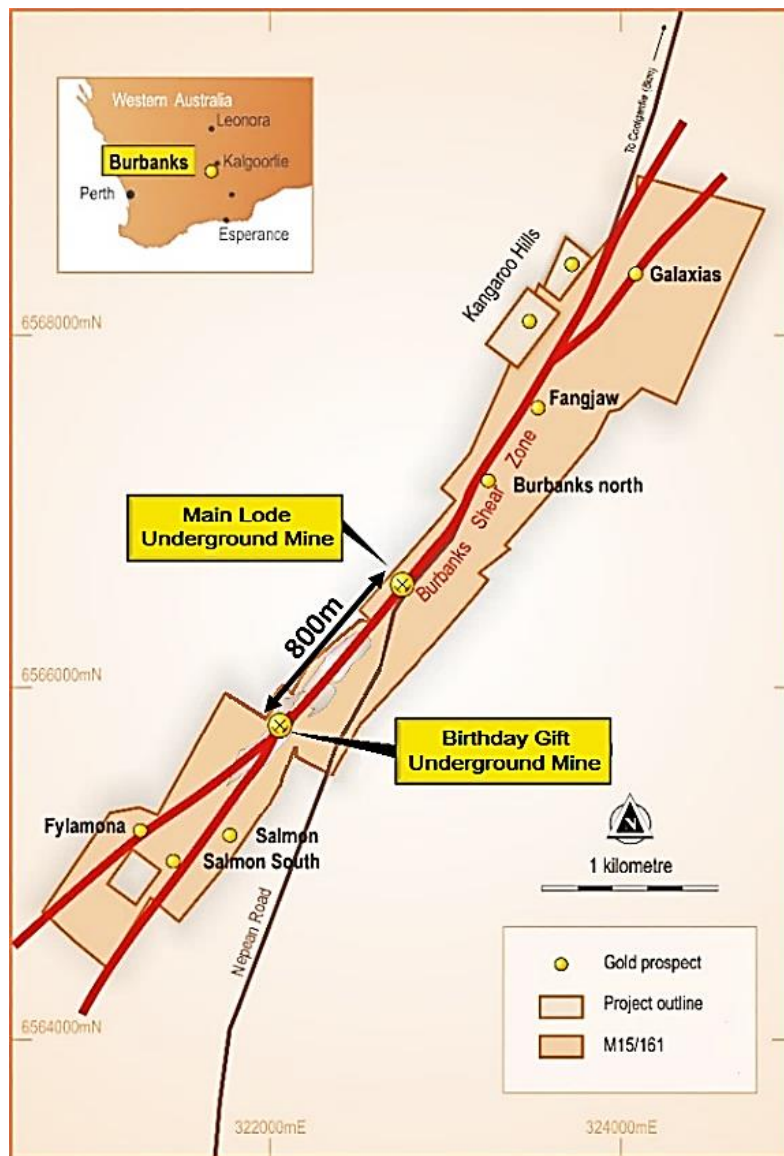 Western Australia
Leonora
Burbanks
Kalgoorlie
Perth
Esperance
To Coolgardie (8km)
Kangaroo Hills
Galaxias
6568000mN
Fangjaw
Burbanks north
Burbanks Shear Zone
Main Lode
Underground Mine
800m
6566000mN
Birthday Gift
Underground Mine
Fylamona
Salmon
Salmon South
N
1 kilometre
Nepean Road
Gold prospect
Project outline
M15/161
6564000mN
322000mE
324000mE